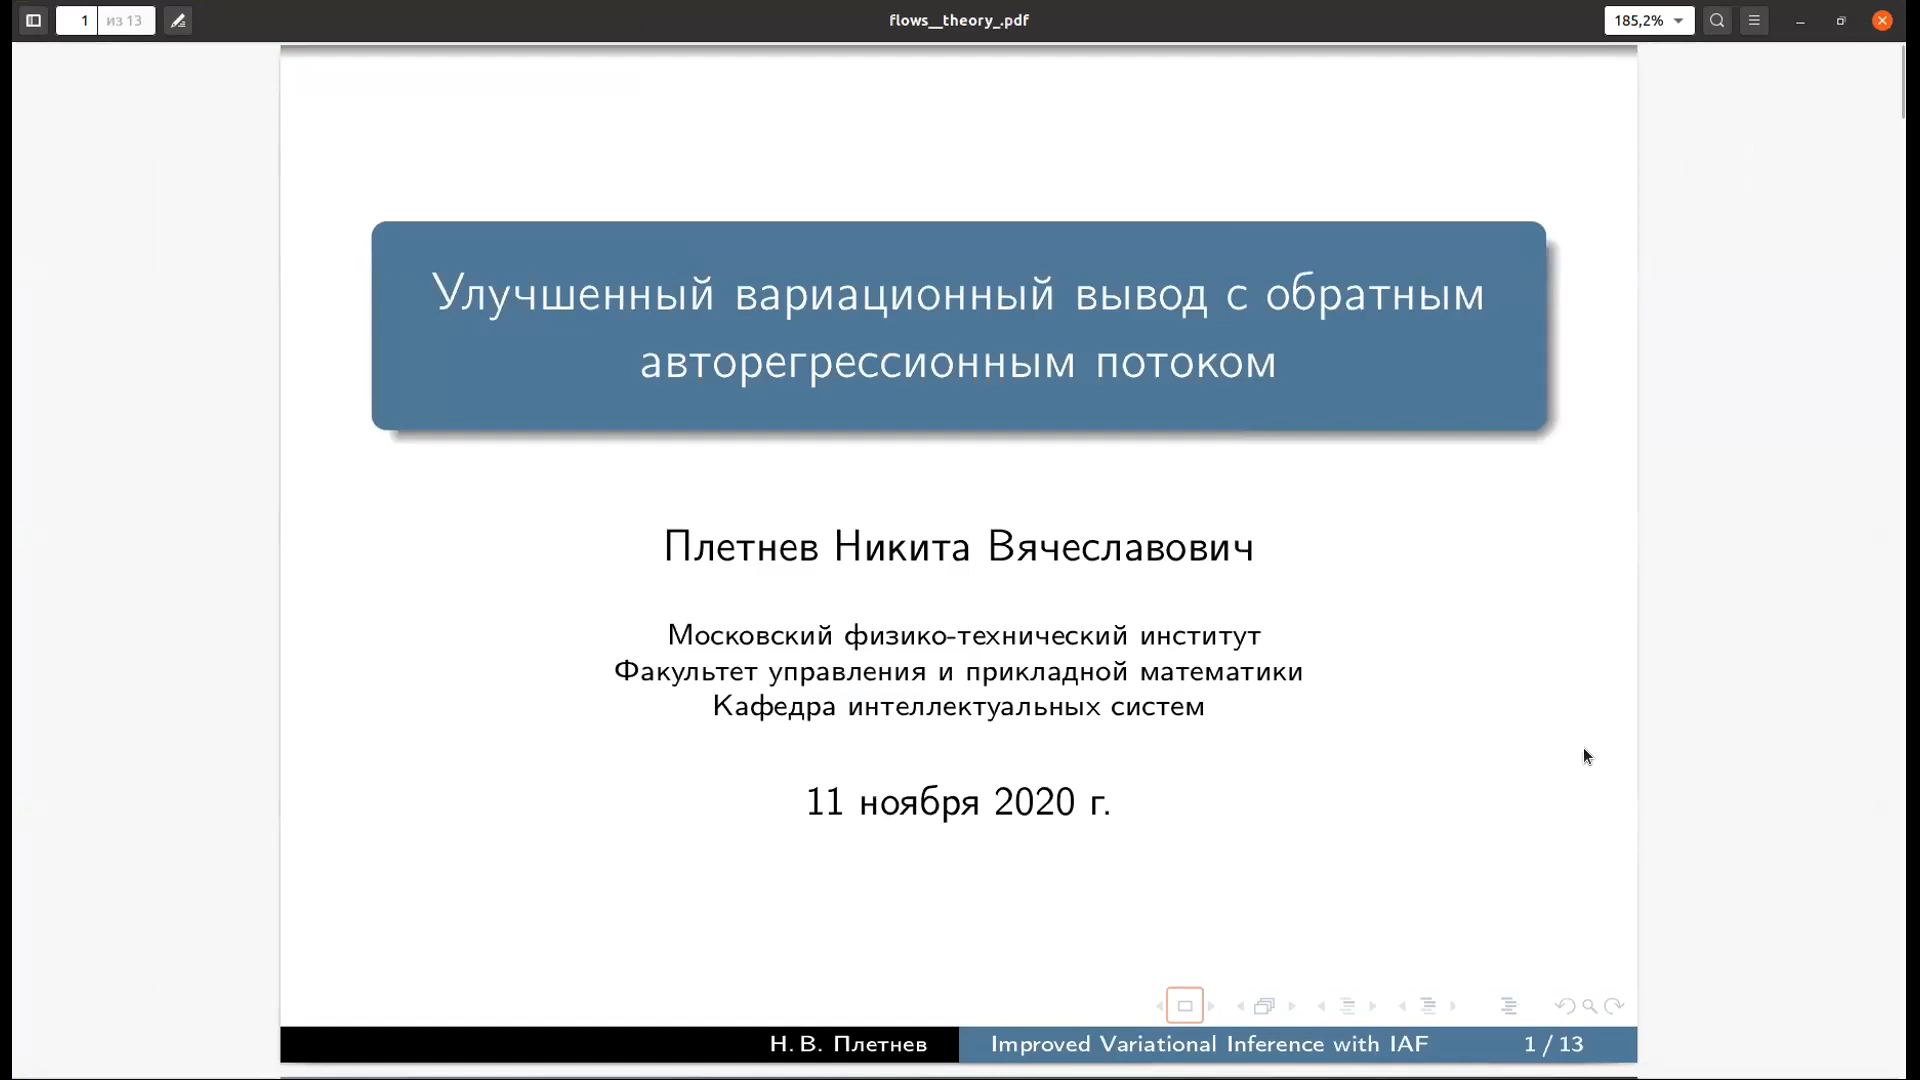 1 из 13
flows__theory_.pdf
185,2%
Улучшенный вариационный вывод с обратным
авторегрессионным потоком
Плетнев Никита Вячеславович
Московский физико-технический институт
Факультет управления и прикладной математики
Кафедра интеллектуальных систем
11 ноября 2020 г.
Н. В. Плетнев
Improved Variational Inference with IAF
1 / 13